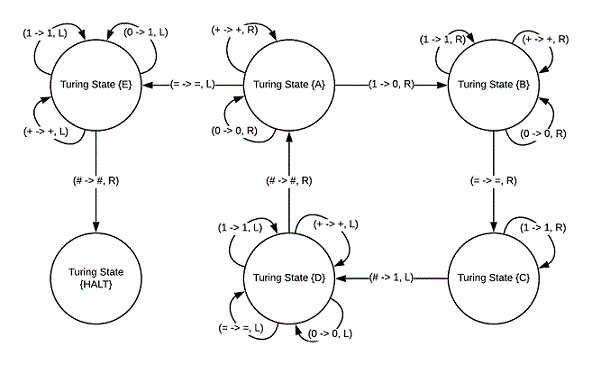 (1 -> 1, L)
(0 -> 1, L)
(+ -> +, R)
(1 -> 1, R)
(+ -> +, R)
Turing State {E}
(= -> =, L)
Turing State {A}
(1 -> 0, R)
Turing State {B}
(+ -> +, L)
(0 -> 0, R)
(0 -> 0, R)
(# -> #, R)
(# -> #, R)
(= -> =, R)
(1 -> 1, L)
(+ -> +, L)
(1 -> 1, R)
Turing State
{HALT}
Turing State {D}
(# -> 1, L)
Turing State {C}
(= -> =, L)
(0 -> 0, L)